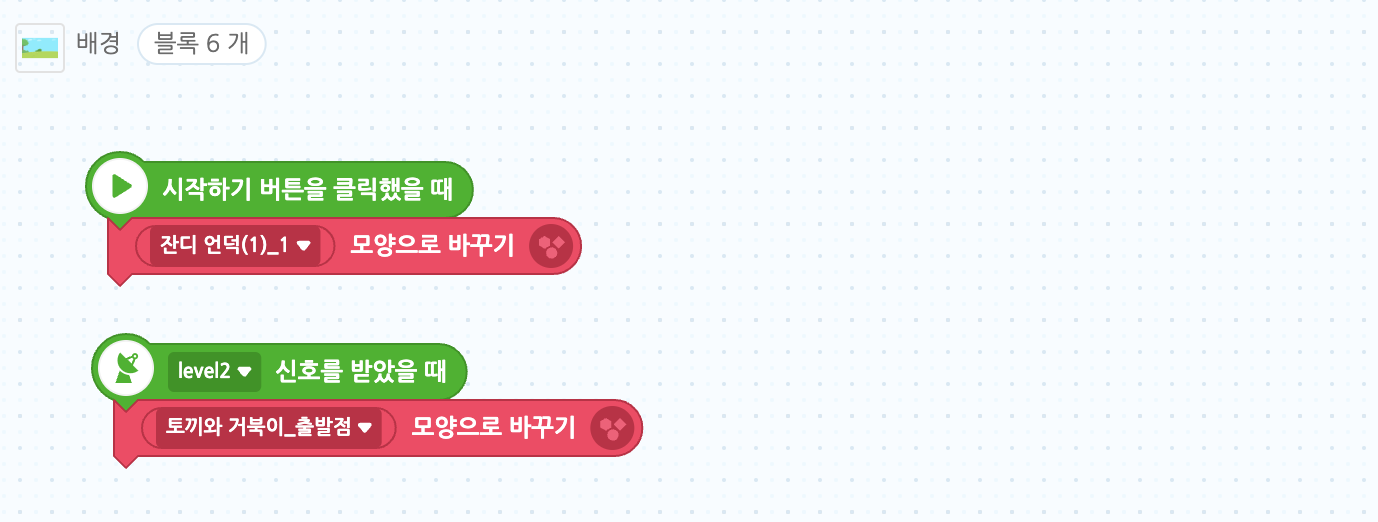 배경 블록 6 개
시작하기 버튼을 클릭했을 때
잔디 언덕(1)_1 모양으로 바꾸기
level2 신호를 받았을 때
토끼와 거북이_출발점 모양으로 바꾸기